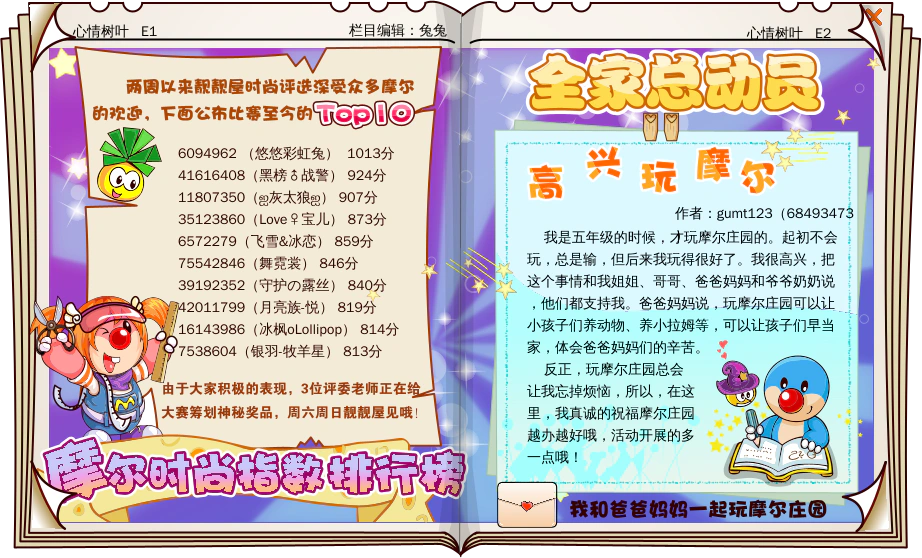 心情树叶 E1
栏目编辑：兔兔
两周以来靓靓屋时尚评选深受众多摩尔
的欢迎，下面公布比赛至今的Top10
6094962 （悠悠彩虹兔） 1013分
41616408（黑榜♁战警） 924分
11807350（ஐ灰太狼ஐ） 907分
35123860（Love♀宝儿） 873分
6572279（飞雪&冰恋） 859分
75542846（舞霓裳） 846分
39192352（守护の露丝） 840分
42011799（月亮族-悦） 819分
16143986（冰枫oLollipop） 814分
7538604（银羽-牧羊星） 813分
由于大家积极的表现，3位评委老师正在给
大赛筹划神秘奖品，周六周日靓靓屋见哦！
摩尔时尚指数排行榜
心情树叶 E2
全家总动员
高兴玩摩尔
作者：gumt123（68493473
我是五年级的时候，才玩摩尔庄园的。起初不会
玩，总是输，但后来我玩得很好了。我很高兴，把
这个事情和我姐姐、哥哥、爸爸妈妈和爷爷奶奶说
，他们都支持我。爸爸妈妈说，玩摩尔庄园可以让
小孩子们养动物、养小拉姆等，可以让孩子们早当
家，体会爸爸妈妈们的辛苦。
反正，玩摩尔庄园总会
让我忘掉烦恼，所以，在这
里，我真诚的祝福摩尔庄园
越办越好哦，活动开展的多
一点哦！
我和爸爸妈妈一起玩摩尔庄园